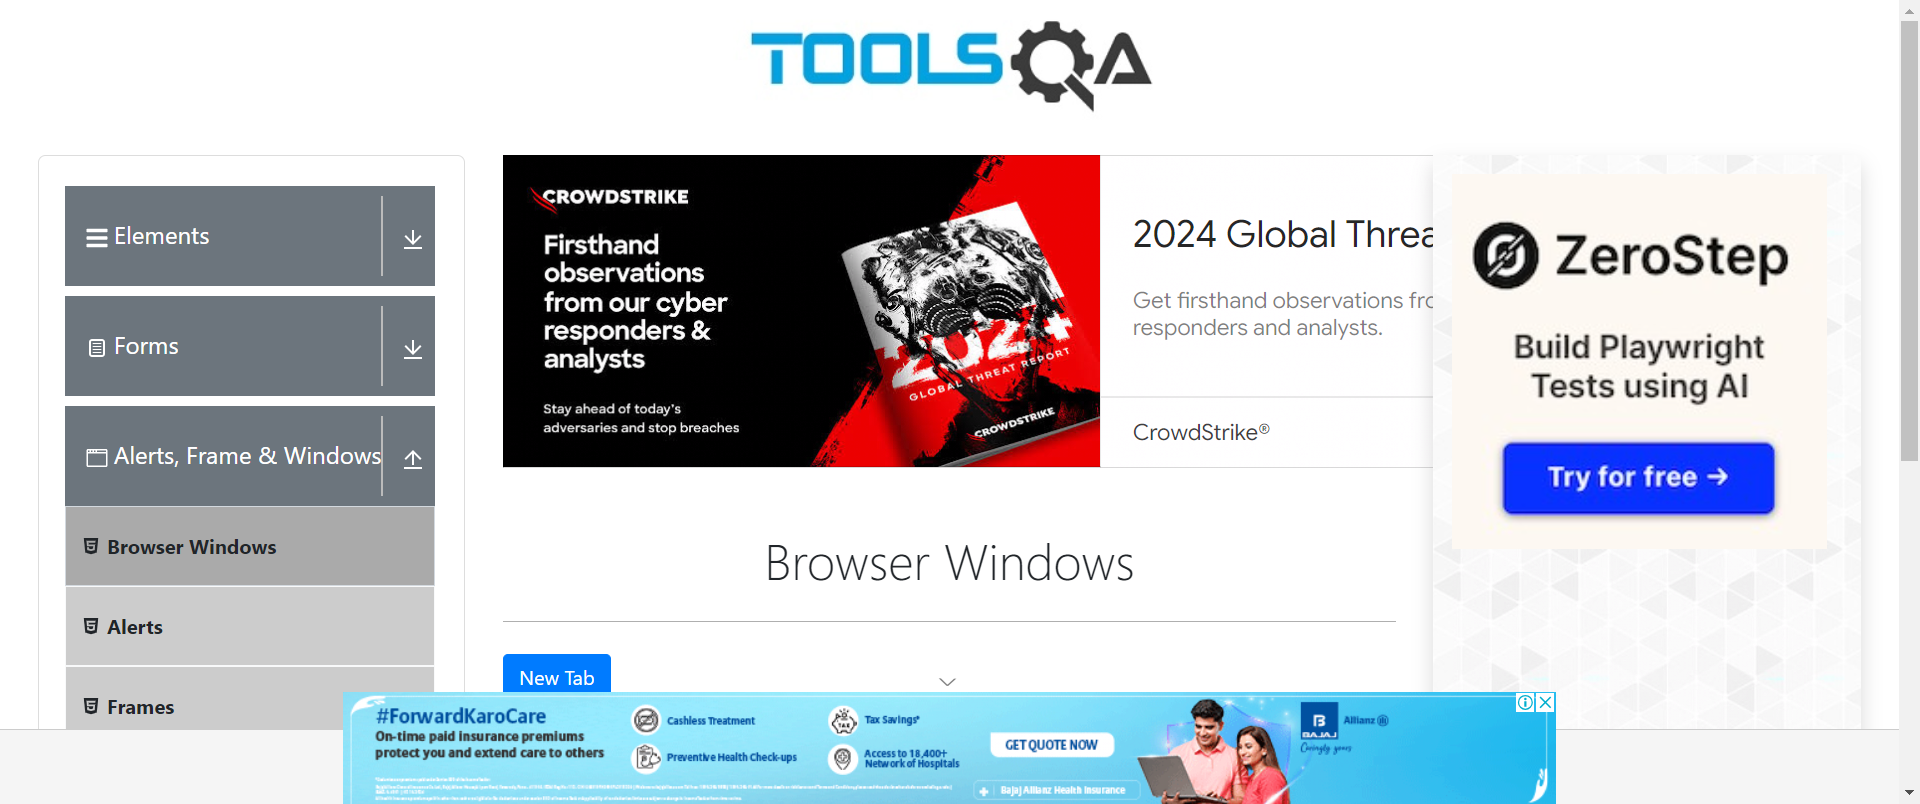 TOOLSQA
Elements
Forms
Alerts, Frame & Windows
Browser Windows
Alerts
Frames
CROWDSTRIKE
Firsthand
observations
from our cyber
responders &
analysts
Stay ahead of today's
adversaries and stop breaches
2024
GLOBAL THREAT REPORT
CROWDSTRIKE
2024 Global Threa
Get firsthand observations fro
responders and analysts.
CrowdStrike®
ZeroStep
Build Playwright
Tests using AI
Try for free →
Browser Windows
New Tab
#ForwardKaroCare
On-time paid insurance premiums
protect you and extend care to others
Cashless Treatment
Preventive Health Check-ups
Tax Savings*
TAX
Access to 18,400+
Network of Hospitals
GET QUOTE NOW
Bajaj Allianz Health Insurance
B
BAJAJ
Allianz
Caringly yours